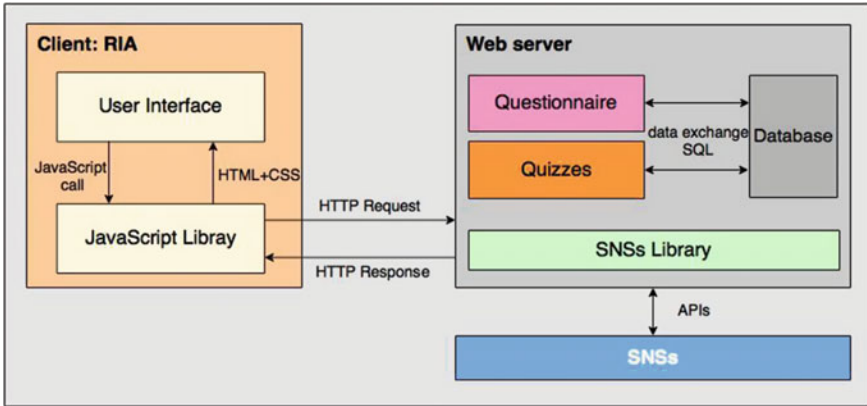 Client: RIA
User Interface
JavaScript
call
HTML+CSS
JavaScript Libray
HTTP Request
HTTP Response
Web server
Questionnaire
Quizzes
data exchange
SQL
Database
SNSs Library
APIs
SNSs